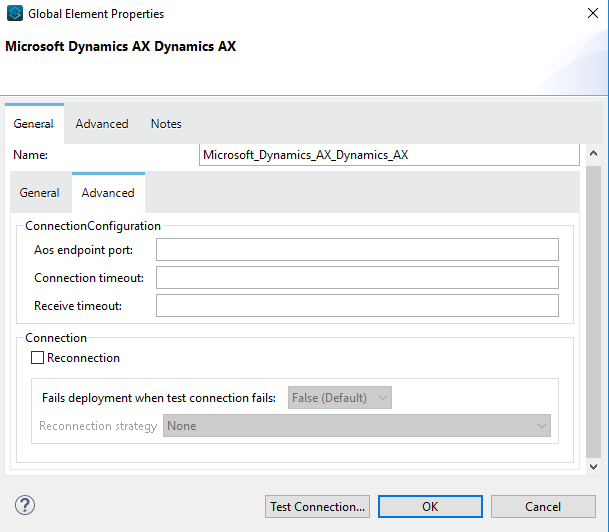 Global Element Properties
Microsoft Dynamics AX Dynamics AX
General Advanced Notes
Name: Microsoft_Dynamics_AX_Dynamics_AX
General Advanced
ConnectionConfiguration
Aos endpoint port:
Connection timeout:
Receive timeout:
Connection
Reconnection
Fails deployment when test connection fails: False (Default)
Reconnection strategy None
? Test Connection... OK Cancel